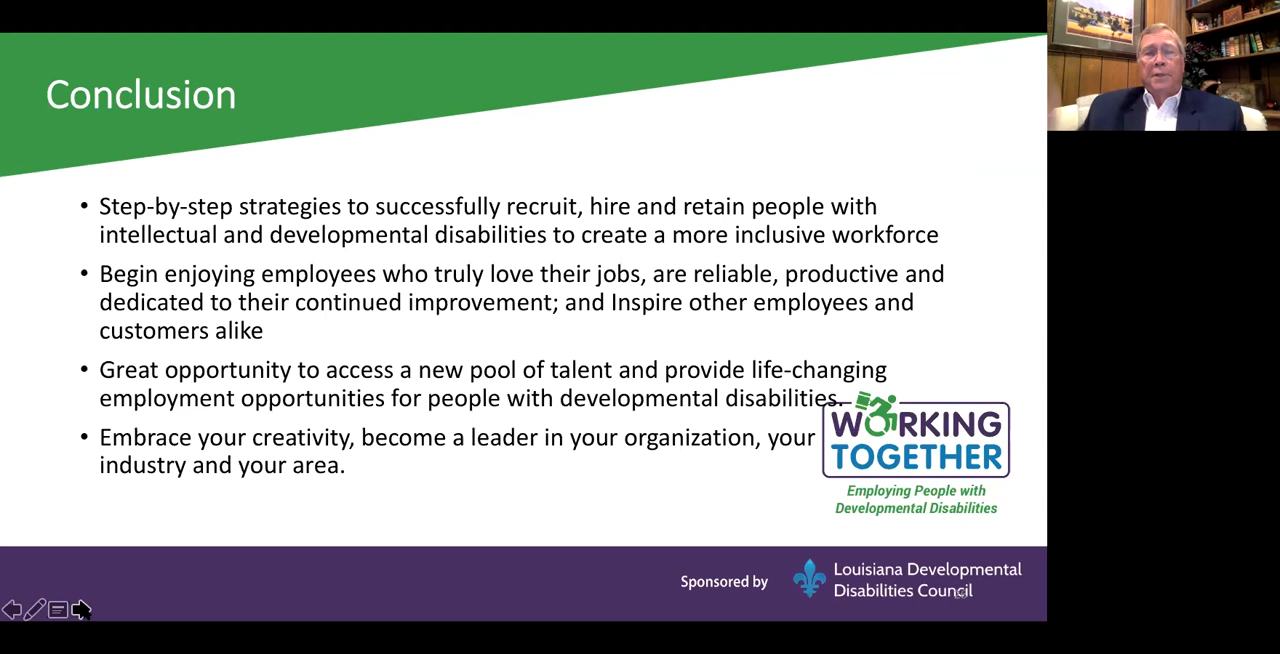 Conclusion
• Step-by-step strategies to successfully recruit, hire and retain people with
intellectual and developmental disabilities to create a more inclusive workforce
• Begin enjoying employees who truly love their jobs, are reliable, productive and
dedicated to their continued improvement; and Inspire other employees and
customers alike
• Great opportunity to access a new pool of talent and provide life-changing
employment opportunities for people with developmental disabilities.
• Embrace your creativity, become a leader in your organization, your
industry and your area.
WORKING
TOGETHER
Employing People with
Developmental Disabilities
Sponsored by
Louisiana Developmental
Disabilities Council